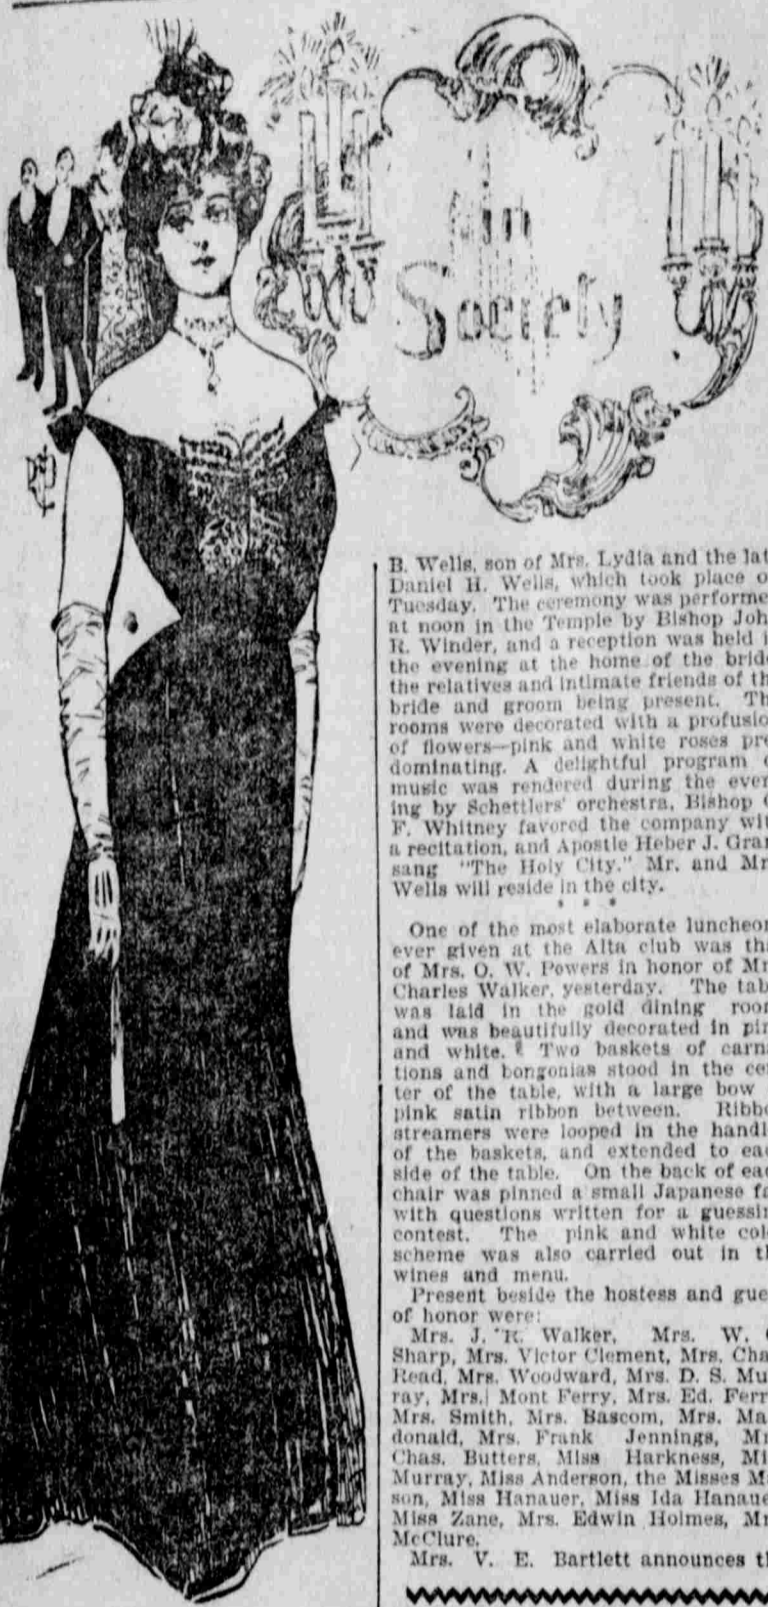 In
Society
B. Wells, son of Mrs. Lydia and the lat
Daniel H. Wells, which took place o
Tuesday. The ceremony was performe
at noon in the Temple by Bishop Joh
R. Winder, and a reception was held i
the evening at the home of the bride
the relatives and intimate friends of th
bride and groom being present. Th
rooms were decorated with a profusio
of flowers—pink and white roses pre
dominating. A delightful program o
music was rendered during the even
ing by Schettlers' orchestra, Bishop
F. Whitney favored the company wit
a recitation, and Apostle Heber J. Gran
sang "The Holy City." Mr. and Mr
Wells will reside in the city.
* * *
One of the most elaborate luncheon
ever given at the Alta club was tha
of Mrs. O. W. Powers in honor of Mr
Charles Walker, yesterday. The tab
was laid in the gold dining roon
and was beautifully decorated in pin
and white. Two baskets of carna
tions and bongonias stood in the cen
ter of the table, with a large bow
pink satin ribbon between. Ribbo
streamers were looped in the handl
of the baskets, and extended to eac
side of the table. On the back of eac
chair was pinned a small Japanese fa
with questions written for a guessin
contest. The pink and white colo
scheme was also carried out in th
wines and menu.
Present beside the hostess and gues
of honor were:
Mrs. J. R. Walker, Mrs. W.
Sharp, Mrs. Victor Clement, Mrs. Cha
Read, Mrs. Woodward, Mrs. D. S. Mu
ray, Mrs. Mont Ferry, Mrs. Ed. Ferr
Mrs. Smith, Mrs. Bascom, Mrs. Ma
donald, Mrs. Frank Jennings, Mr
Chas. Butters, Miss Harkness, Mi
Murray, Miss Anderson, the Misses M
son, Miss Hanauer, Miss Ida Hanaue
Miss Zane, Mrs. Edwin Holmes, Mr
McClure.
Mrs. V. E. Bartlett announces th